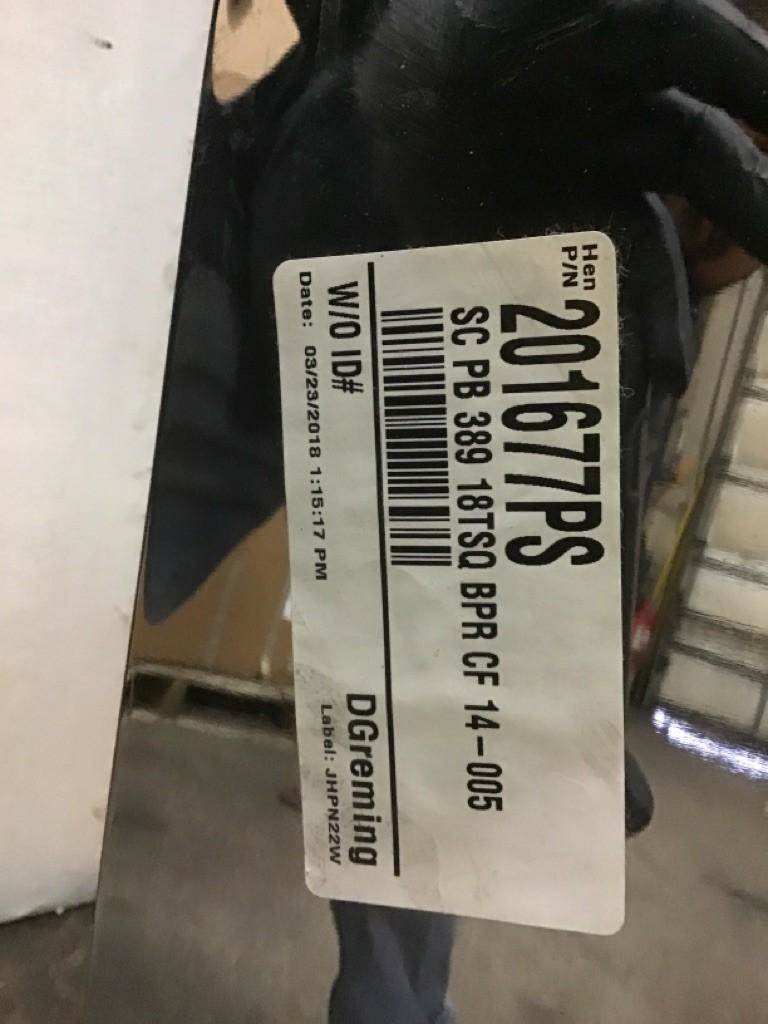 Hen
P/N 201677PS
SC PB 389 18TSQ BPR CF 14-005
W/O ID# DGreming
Date: 03/23/2018 1:15:17 PM Label: JHPN22W